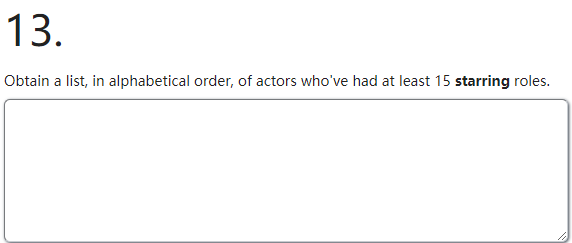 13.
Obtain a list, in alphabetical order, of actors who've had at least 15 starring roles.